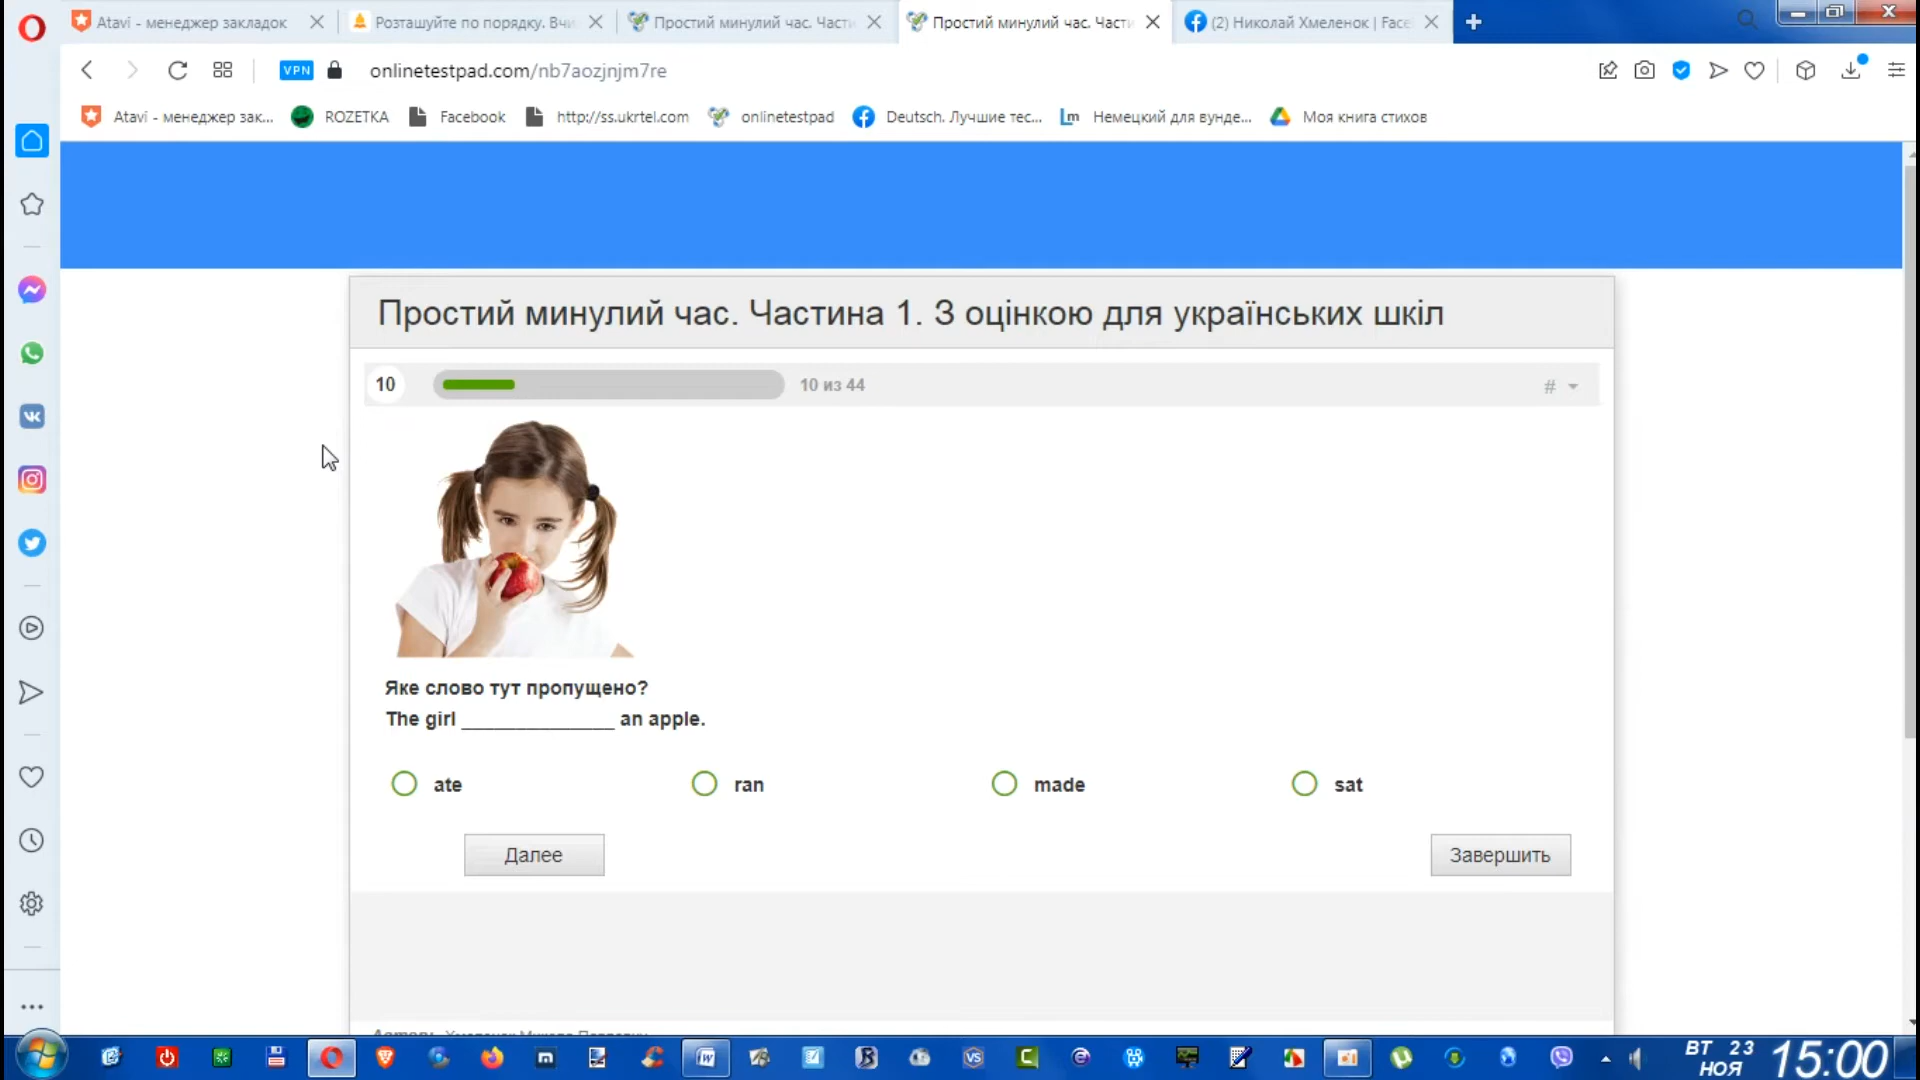 Atavi - менеджер закладок
Розташуйте по порядку. Вчи
Простий минулий час. Части
Простий минулий час. Части
(2) Николай Хмеленок | Face
VPN
onlinetestpad.com/nb7aozjnjm7re
Atavi - менеджер зак...
ROZETKA
Facebook
http://ss.ukrtel.com
onlinetestpad
Deutsch. Лучшие тес...
Немецкий для вунде...
Моя книга стихов
Простий минулий час. Частина 1. З оцінкою для українських шкіл
10
10 из 44
#
Яке слово тут пропущено?
The girl ______________ an apple.
ate
ran
made
sat
Далее
Завершить
ВТ 23
НОЯ
15:00